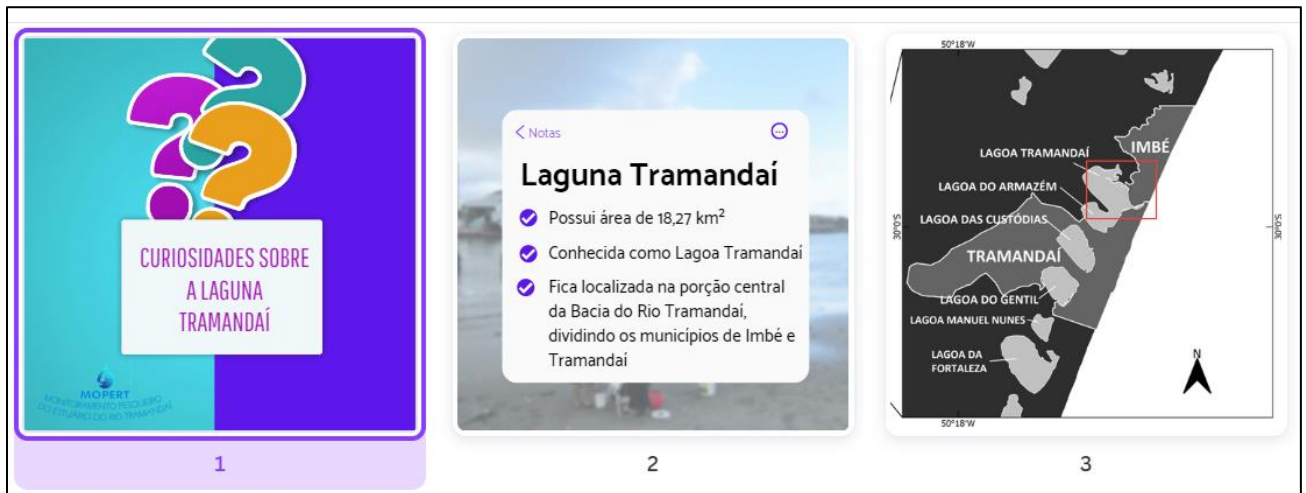 CURIOSIDADES SOBRE
A LAGUNA
TRAMANDAÍ
MOPERT
MONITORAMENTO PESQUEIRO
DO ESTUÁRIO DO RIO TRAMANDAÍ
1
Notas
Laguna Tramandaí
Possui área de 18,27 km²
Conhecida como Lagoa Tramandaí
Fica localizada na porção central
da Bacia do Rio Tramandaí,
dividindo os municípios de Imbé e
Tramandaí
2
50°18'W
IMBÉ
LAGOA TRAMANDAÍ
LAGOA DO ARMAZÉM
LAGOA DAS CUSTÓDIAS
30°0'S
30°0'S
TRAMANDAÍ
LAGOA DO GENTIL
LAGOA MANUEL NUNES
LAGOA DA
FORTALEZA
N
50°18'W
3